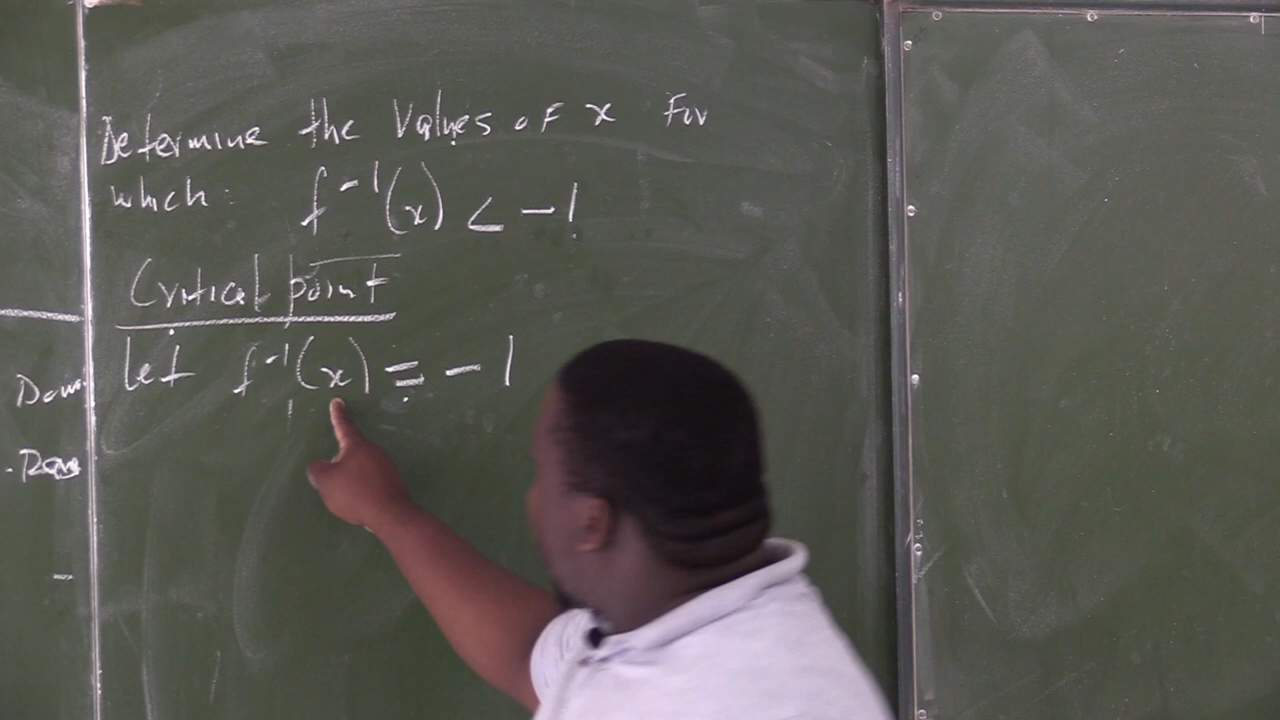 Determine the Values of x For
which: f⁻¹(x) < -1
Critical point
let f⁻¹(x) = -1